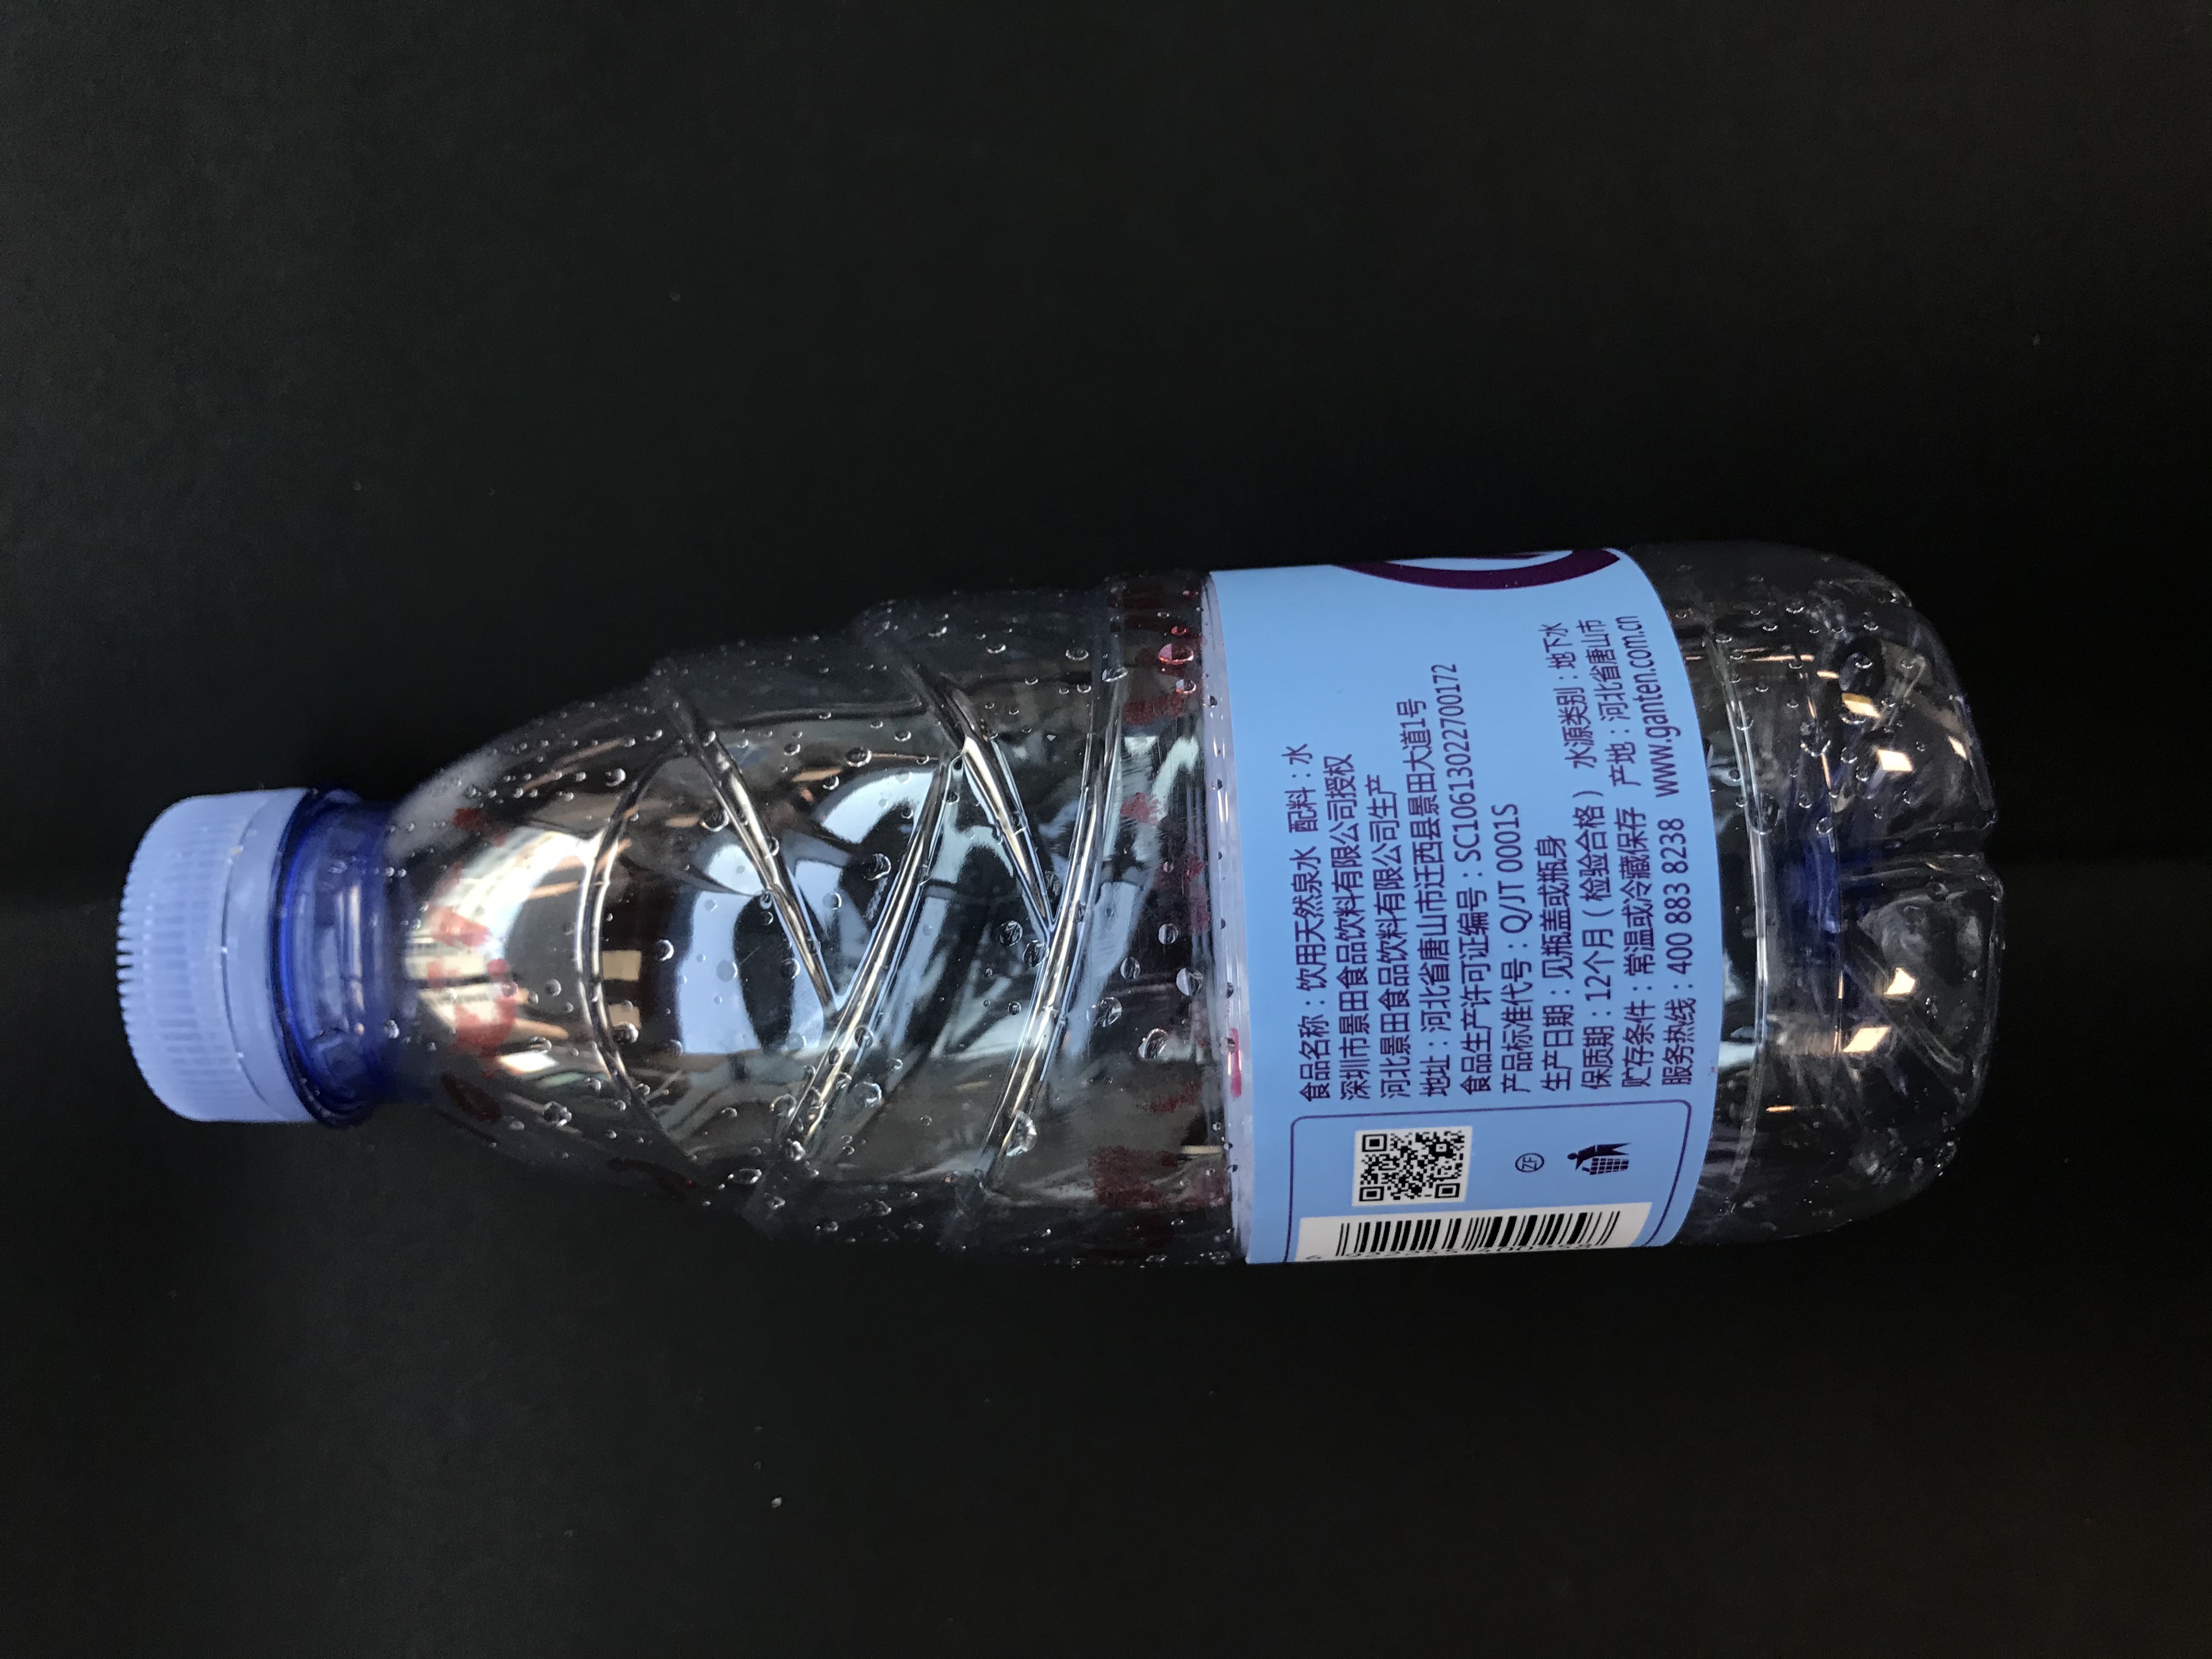 食品名称：饮用天然泉水 配料：水
深圳市景田食品饮料有限公司授权
河北景田食品饮料有限公司生产
地址：河北省唐山市迁西县景田大道1号
食品生产许可证编号：SC10613022700172
产品标准代号：Q/JT 0001S
生产日期：见瓶盖或瓶身
保质期：12个月（检验合格） 水源类别：地下水
贮存条件：常温或冷藏保存 产地：河北省唐山市
服务热线：400 883 8238 www.ganten.com.cn
ZF